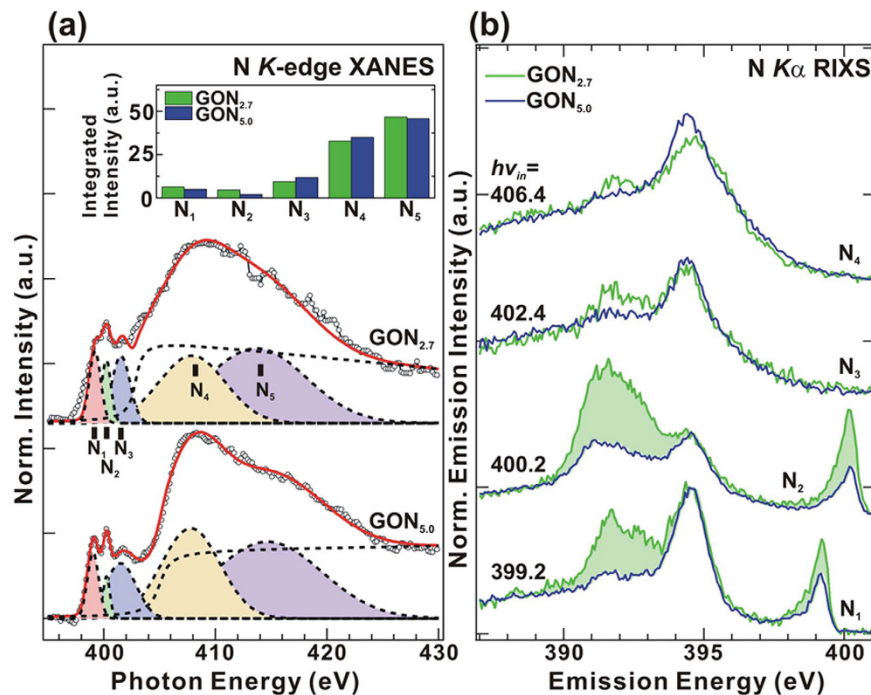 (a)
N K-edge XANES
GON2.7
GON5.0
Integrated
Intensity (a.u.)
50
25
0
N1 N2 N3 N4 N5
GON2.7
N4 N5
N1 N2 N3
GON5.0
Norm. Intensity (a.u.)
400 410 420 430
Photon Energy (eV)
(b)
N Kα RIXS
GON2.7
GON5.0
hνin=
406.4
N4
402.4
N3
400.2
N2
399.2
N1
Norm. Emission Intensity (a.u.)
390 395 400
Emission Energy (eV)